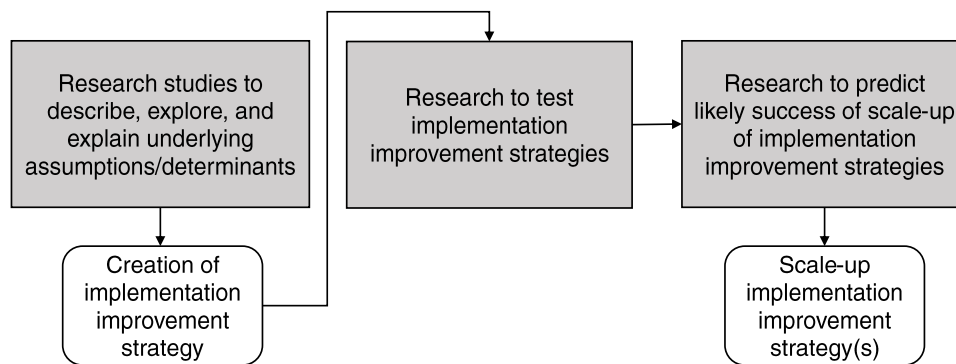 Research studies to
describe, explore, and
explain underlying
assumptions/determinants
Creation of
implementation
improvement
strategy
Research to test
implementation
improvement strategies
Research to predict
likely success of scale-up
of implementation
improvement strategies
Scale-up
implementation
improvement
strategy(s)